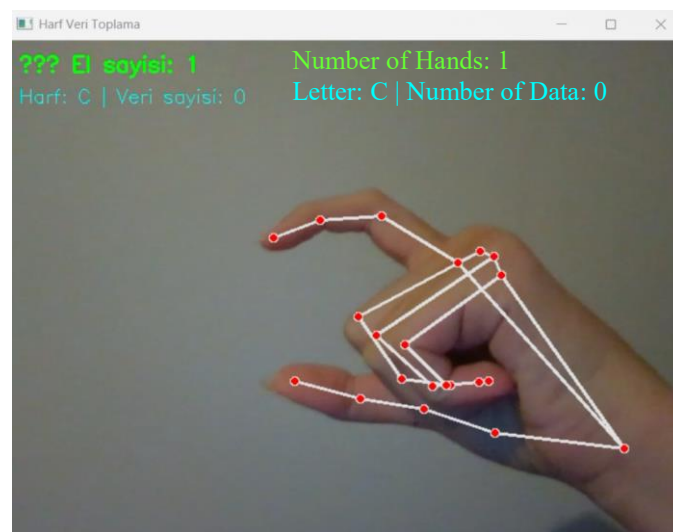 Harf Veri Toplama
??? El sayisi: 1
Harf: C | Veri sayisi: 0
Number of Hands: 1
Letter: C | Number of Data: 0